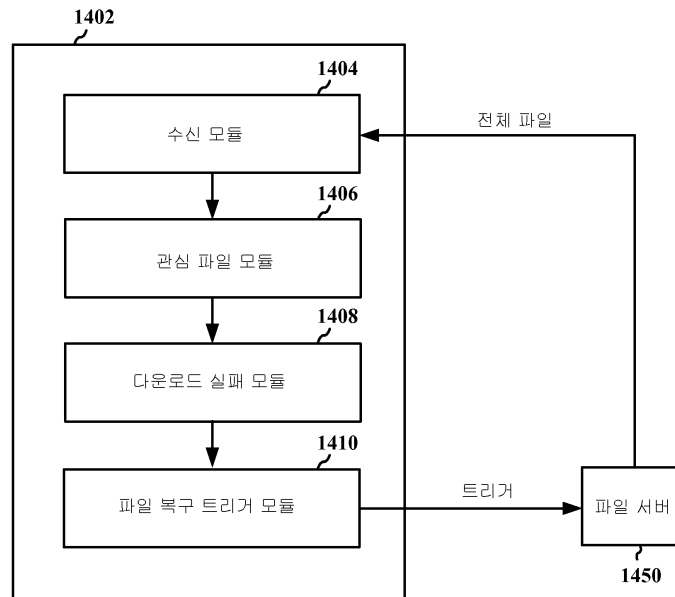 1402
1404
수신 모듈
전체 파일
1406
관심 파일 모듈
1408
다운로드 실패 모듈
1410
파일 복구 트리거 모듈
트리거
파일 서버
1450